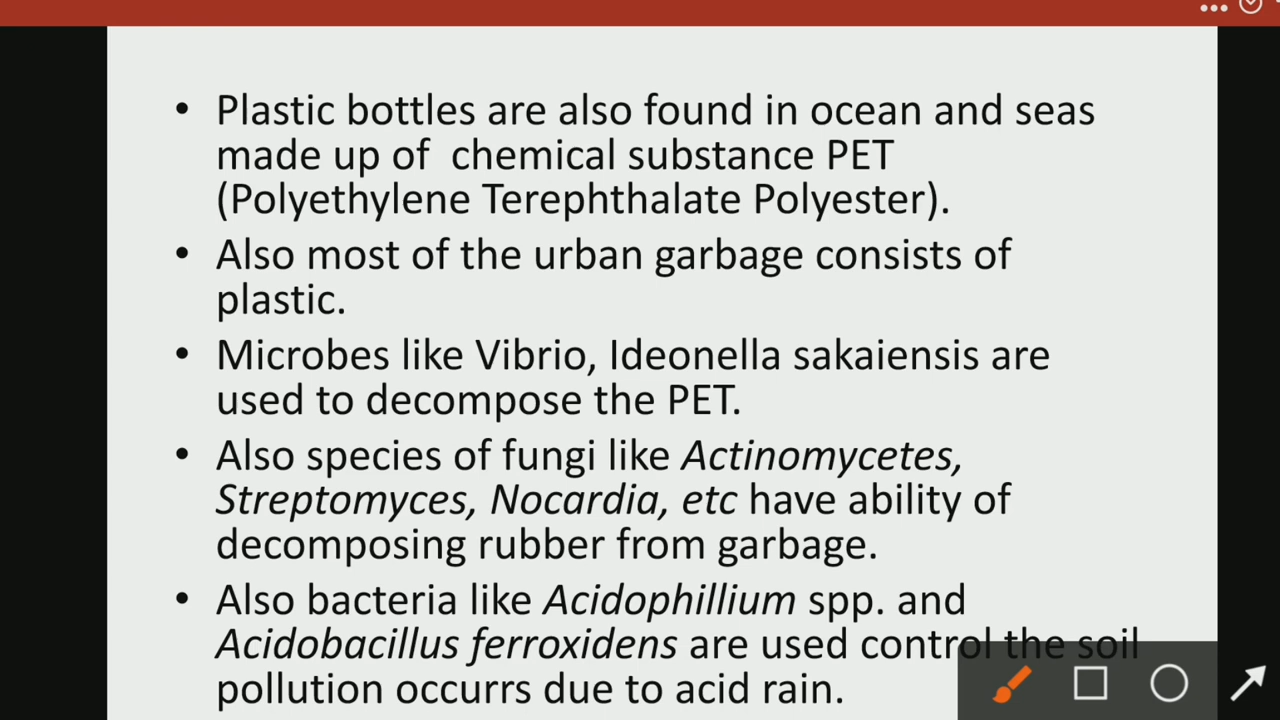 • Plastic bottles are also found in ocean and seas
made up of  chemical substance PET
(Polyethylene Terephthalate Polyester).
• Also most of the urban garbage consists of
plastic.
• Microbes like Vibrio, Ideonella sakaiensis are
used to decompose the PET.
• Also species of fungi like Actinomycetes,
Streptomyces, Nocardia, etc have ability of
decomposing rubber from garbage.
• Also bacteria like Acidophillium spp. and
Acidobacillus ferroxidens are used control the soil
pollution occurrs due to acid rain.